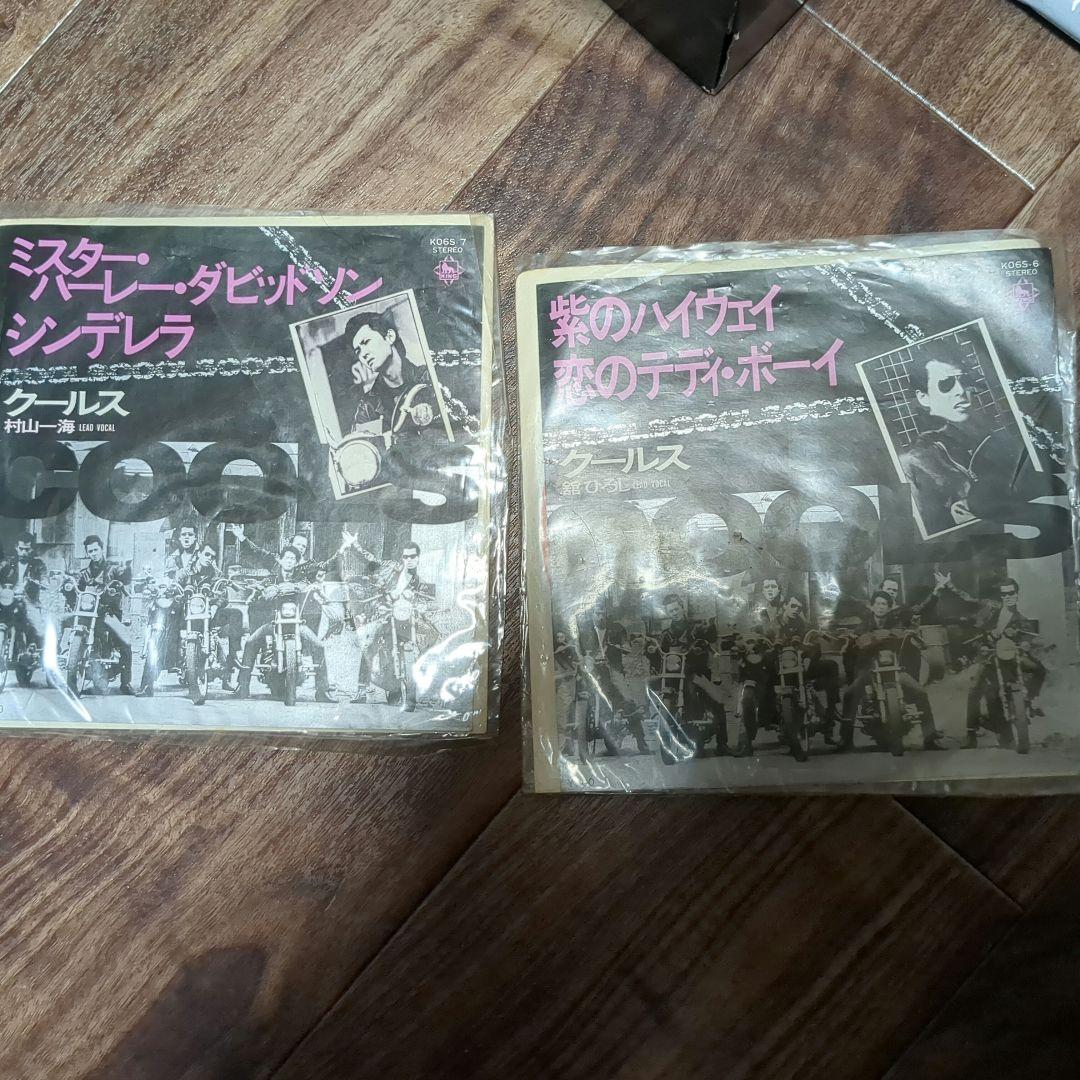 K06S 7
STEREO
KING
ミスター・
ハーレー・ダビッドソン
シンデレラ
COOLSCOOLSCOOL
クールス
村山一海 LEAD VOCAL
COOLS
K06S-6
STEREO
紫のハイウェイ
恋のテディ・ボーイ
COOLSCOOL
クールス
舘ひろし LEAD VOCAL
COOLS